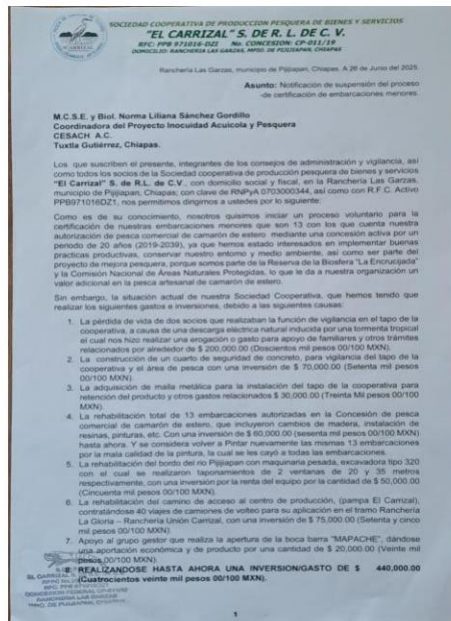 SOCIEDAD COOPERATIVA DE PRODUCCION PESQUERA DE BIENES Y SERVICIOS
"EL CARRIZAL" S. DE R. L. DE C. V.
RFC: PPB 971016-DZI No. CONCESION: CP-011/19
DOMICILIO: RANCHERIA LAS GARZAS, MPIO. DE PIJIJIAPAN, CHIAPAS
Ranchería Las Garzas, municipio de Pijijiapan, Chiapas, A 26 de Junio del 2025.
Asunto: Notificación de suspensión del proceso
-de certificación de embarcaciones menores.
M.C.S.E. y Biol. Norma Liliana Sánchez Gordillo
Coordinadora del Proyecto Inocuidad Acuícola y Pesquera
CESACH A.C.
Tuxtla Gutiérrez, Chiapas.
Los que suscriben el presente, integrantes de los consejos de administración y vigilancia, así
como todos los socios de la Sociedad cooperativa de producción pesquera de bienes y servicios
"El Carrizal" S. de R.L. de C.V., con domicilio social y fiscal, en la Ranchería Las Garzas,
municipio de Pijijiapan, Chiapas; con clave de RNPyA 0703000344, así como con R.F.C. Activo
PPB971016DZ1, nos permitimos dirigirnos a ustedes por lo siguiente:
Como es de su conocimiento, nosotros quisimos iniciar un proceso voluntario para la
certificación de nuestras embarcaciones menores que son 13 con los que cuenta nuestra
autorización de pesca comercial de camarón de estero, mediante una concesión activa por un
periodo de 20 años (2019-2039), ya que hemos estado interesados en implementar buenas
practicas productivas, conservar nuestro entorno y medio ambiente, así como ser parte del
proyecto de mejora pesquera, porque somos parte de la Reserva de la Biosfera "La Encrucijada"
y la Comisión Nacional de Áreas Naturales Protegidas, lo que le da a nuestra organización un
valor adicional en la pesca artesanal de camarón de estero.
Sin embargo, la situación actual de nuestra Sociedad Cooperativa, que hemos tenido que
realizar los siguientes gastos e inversiones, debido a las siguientes causas:
1. La pérdida de vida de dos socios que realizaban la función de vigilancia en el tapo de la
cooperativa, a causa de una descarga eléctrica natural inducida por una tormenta tropical
el cual nos hizo realizar una erogación o gasto para apoyo de familiares y otros trámites
relacionados por alrededor de $ 200,000.00 (Doscientos mil pesos 00/100 MXN).
2. La construcción de un cuarto de seguridad de concreto, para vigilancia del tapo de la
cooperativa y el área de pesca con una inversión de $ 70,000.00 (Setenta mil pesos
00/100 MXN).
3. La adquisición de malla metálica para la instalación del tapo de la cooperativa para
retención del producto y otros gastos relacionados $ 30,000.00 (Treinta Mil pesos 00/100
MXN).
4. La rehabilitación total de 13 embarcaciones autorizadas en la Concesión de pesca
comercial de camarón de estero, que incluyeron cambios de madera, instalación de
resinas, pinturas, etc. Con una inversión de $ 60,000.00 (sesenta mil pesos 00/100 MXN)
hasta ahora. Y se considera volver a Pintar nuevamente las mismas 13 embarcaciones
por la mala calidad de la pintura, la cual se les cayó a todas las embarcaciones.
5. La rehabilitación del bordo del rio Pijijiapan con maquinaria pesada, excavadora tipo 320
con el cual se realizaron taponamientos de 2 ventanas de 20 y 35 metros
respectivamente, con una inversión por la renta del equipo por la cantidad de $ 50,000.00
(Cincuenta mil pesos 00/100 MXN).
6. La rehabilitación del camino de acceso al centro de producción, (pampa El Carrizal),
contratándose 40 viajes de camiones de volteo para su aplicación en el tramo Ranchería
La Gloria – Ranchería Unión Carrizal, con una inversión de $ 75,000.00 (Setenta y cinco
mil pesos 00/100 MXN).
7. Apoyo al grupo gestor que realiza la apertura de la boca barra "MAPACHE", dándose
una aportación económica y de producto por una cantidad de $ 20,000.00 (Veinte mil
pesos 00/100 MXN).
8. REALIZANDOSE HASTA AHORA UNA INVERSION/GASTO DE $ 440,000.00
(Cuatrocientos veinte mil pesos 00/100 MXN).
1